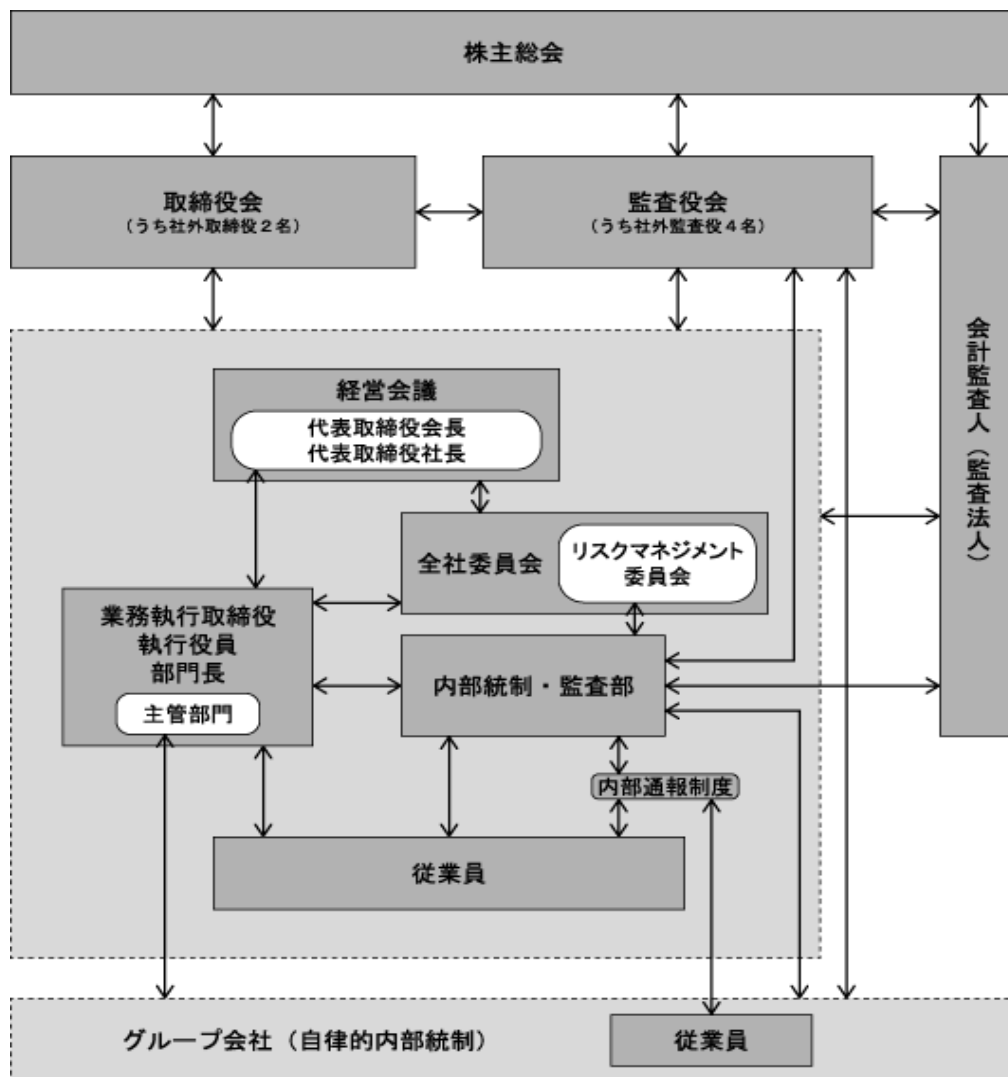 株主総会
取締役会
（うち社外取締役２名）
監査役会
（うち社外監査役４名）
会計監査人（監査法人）
経営会議
代表取締役会長
代表取締役社長
全社委員会
リスクマネジメント
委員会
業務執行取締役
執行役員
部門長
主管部門
内部統制・監査部
内部通報制度
従業員
グループ会社（自律的内部統制）
従業員